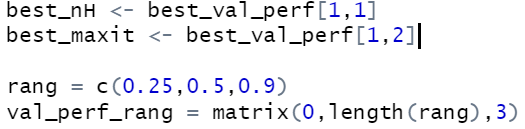 best_nH <- best_val_perf[1,1]
best_maxit <- best_val_perf[1,2]
rang = c(0.25,0.5,0.9)
val_perf_rang = matrix(0,length(rang),3)